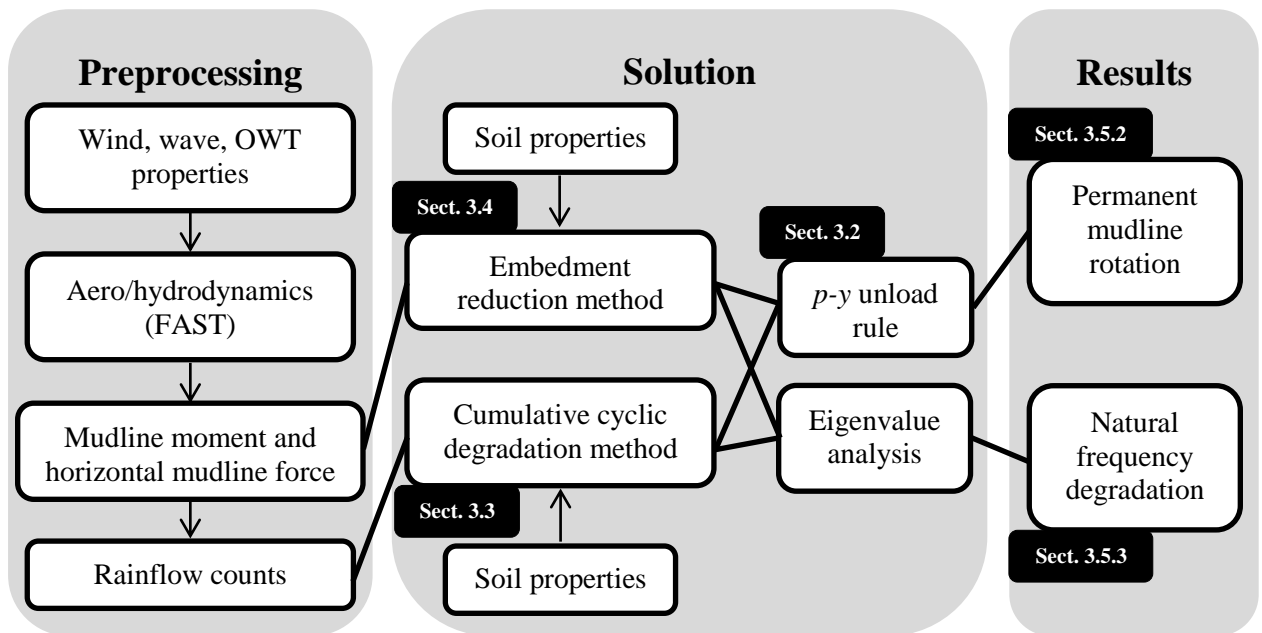 Preprocessing
Wind, wave, OWT
properties
Aero/hydrodynamics
(FAST)
Mudline moment and
horizontal mudline force
Rainflow counts
Solution
Soil properties
Sect. 3.4
Embedment
reduction method
Cumulative cyclic
degradation method
Sect. 3.3
Soil properties
Sect. 3.2
p-y unload
rule
Eigenvalue
analysis
Results
Sect. 3.5.2
Permanent
mudline
rotation
Natural
frequency
degradation
Sect. 3.5.3